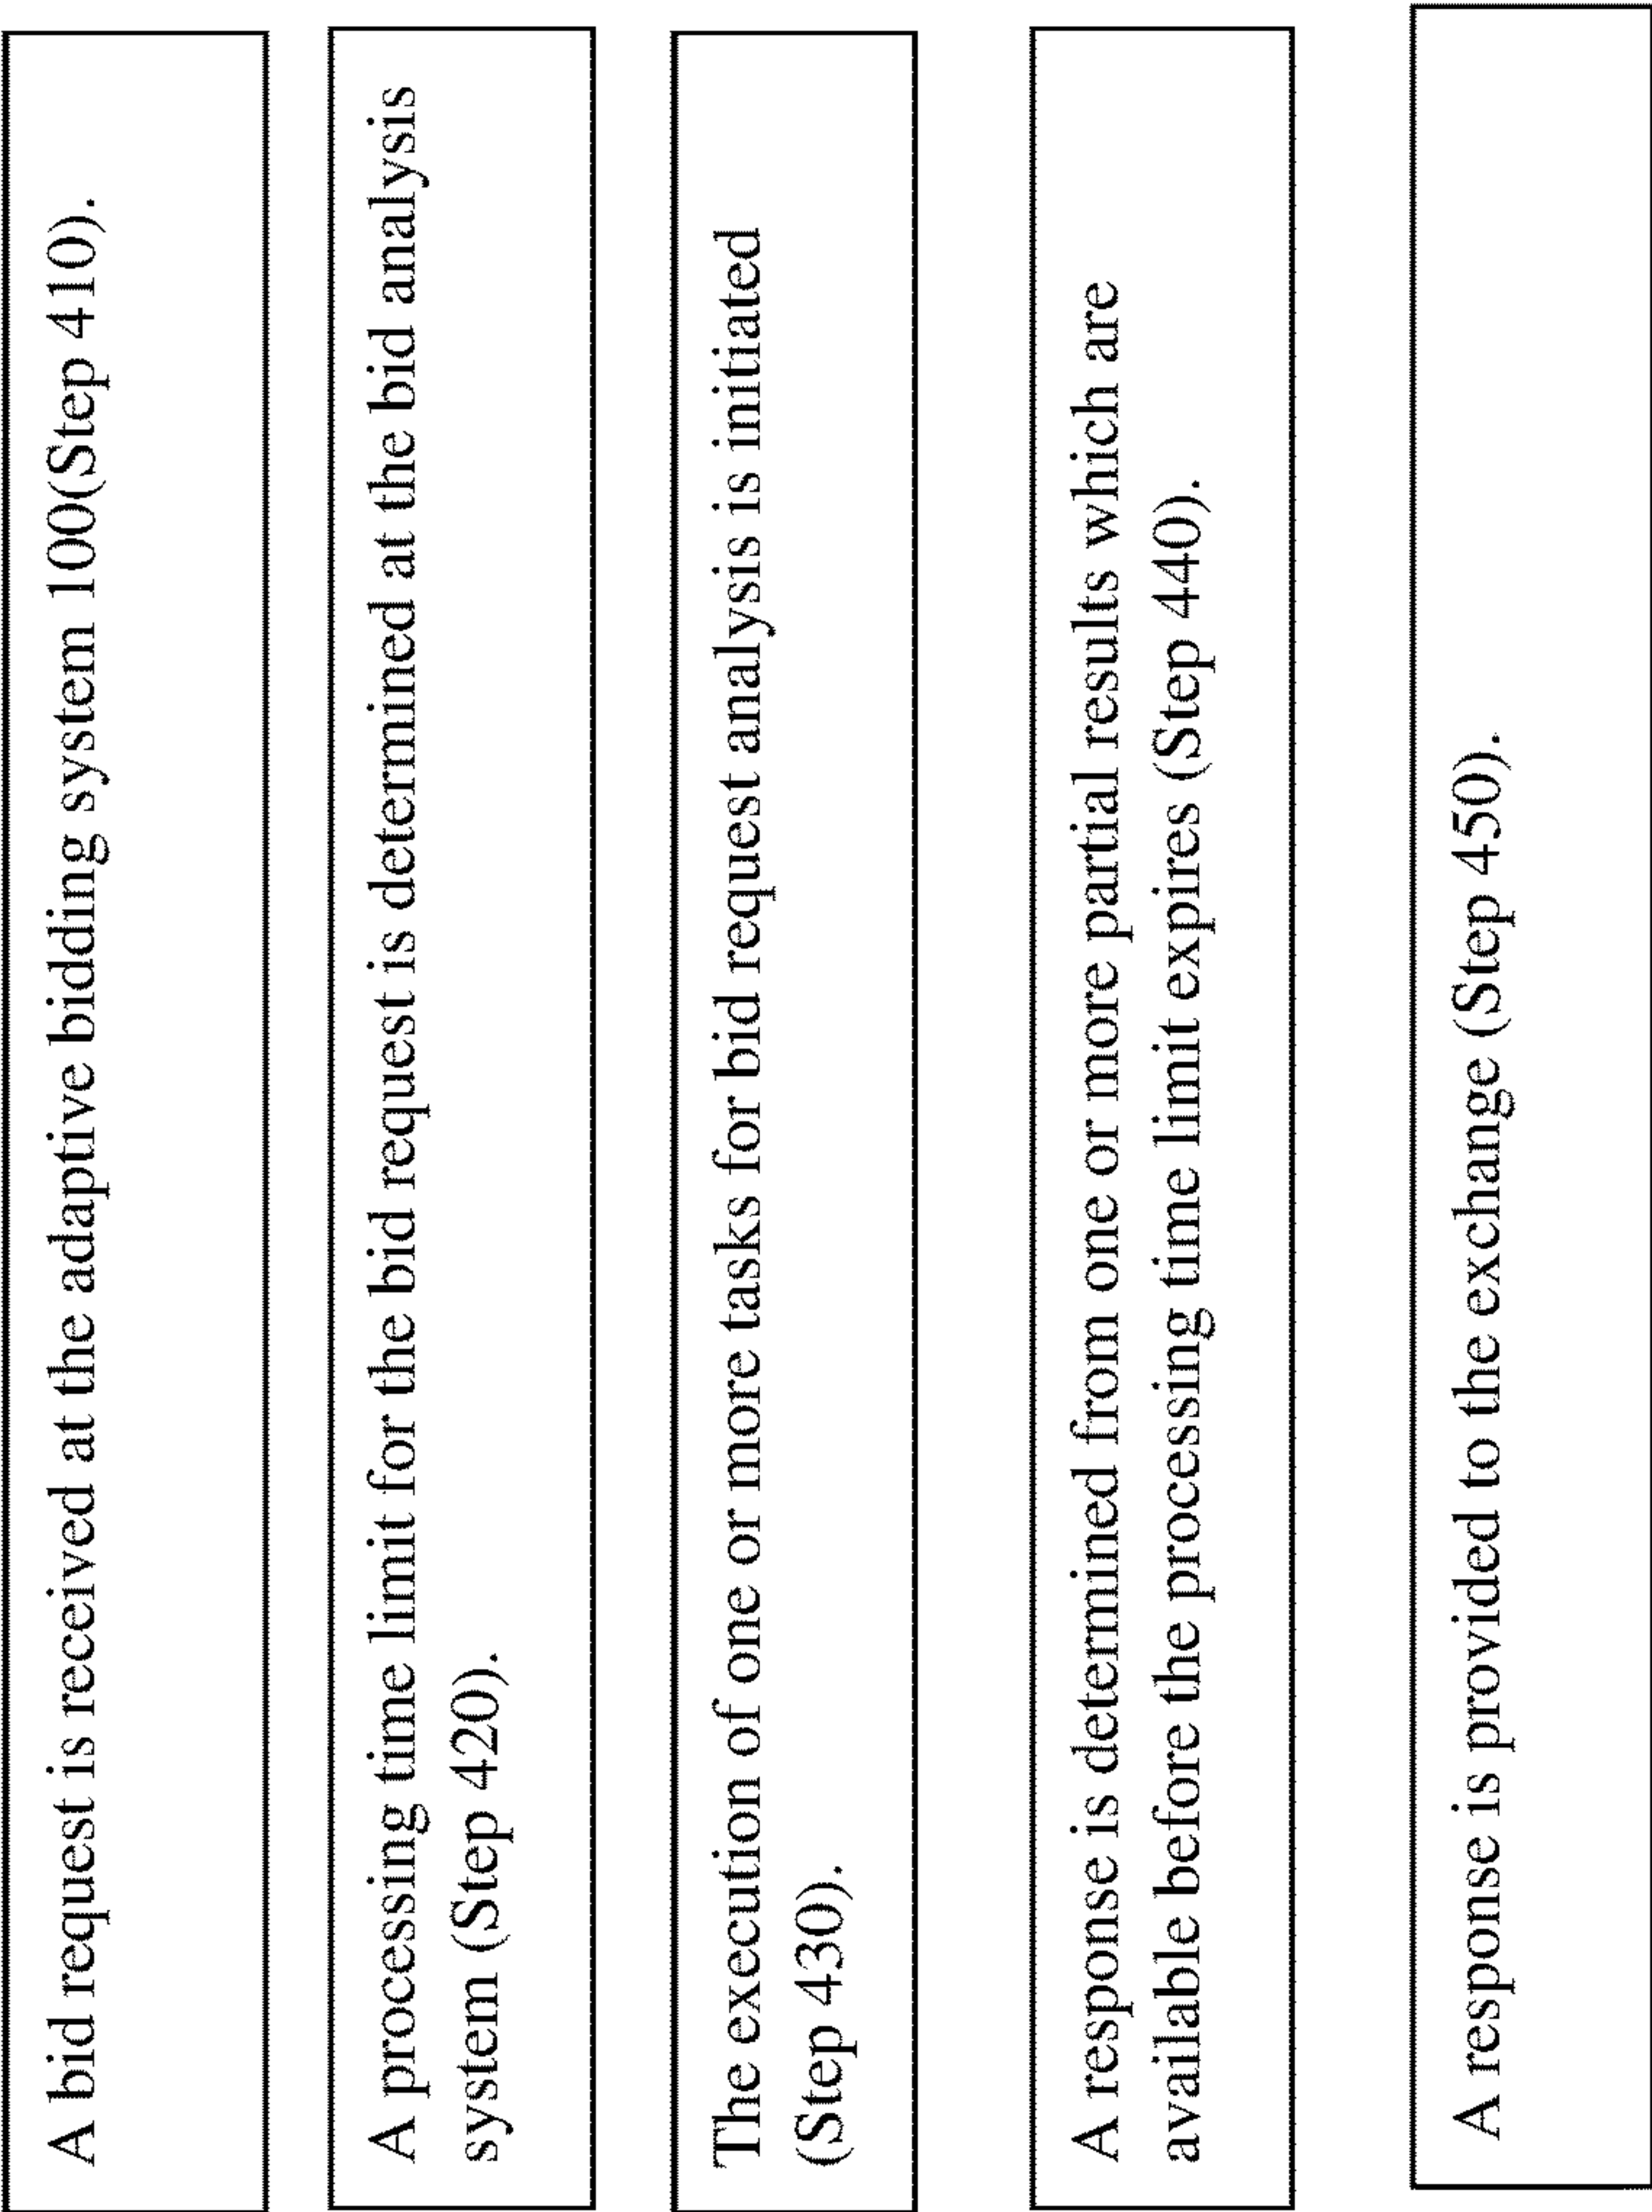 A bid request is received at the adaptive bidding system 100(Step 410).
A processing time limit for the bid request is determined at the bid analysis
system (Step 420).
The execution of one or more tasks for bid request analysis is initiated
(Step 430).
A response is determined from one or more partial results which are
available before the processing time limit expires (Step 440).
A response is provided to the exchange (Step 450).